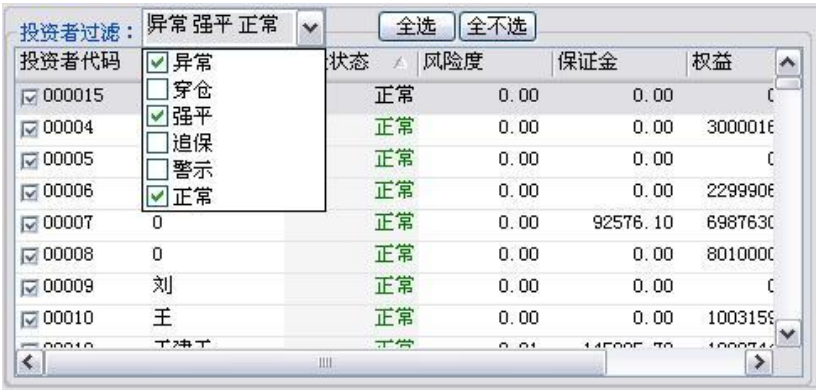 投资者过滤： 异常 强平 正常 全选 全不选
投资者代码 状态 风险度 保证金 权益
异常
穿仓
强平
追保
警示
正常
000015 正常 0.00 0.00
00004 正常 0.00 0.00 3000016
00005 正常 0.00 0.00
00006 正常 0.00 0.00 2299906
00007 0 正常 0.00 92576.10 6987630
00008 0 正常 0.00 0.00 8010000
00009 刘 正常 0.00 0.00
00010 王 正常 0.00 0.00 1003159